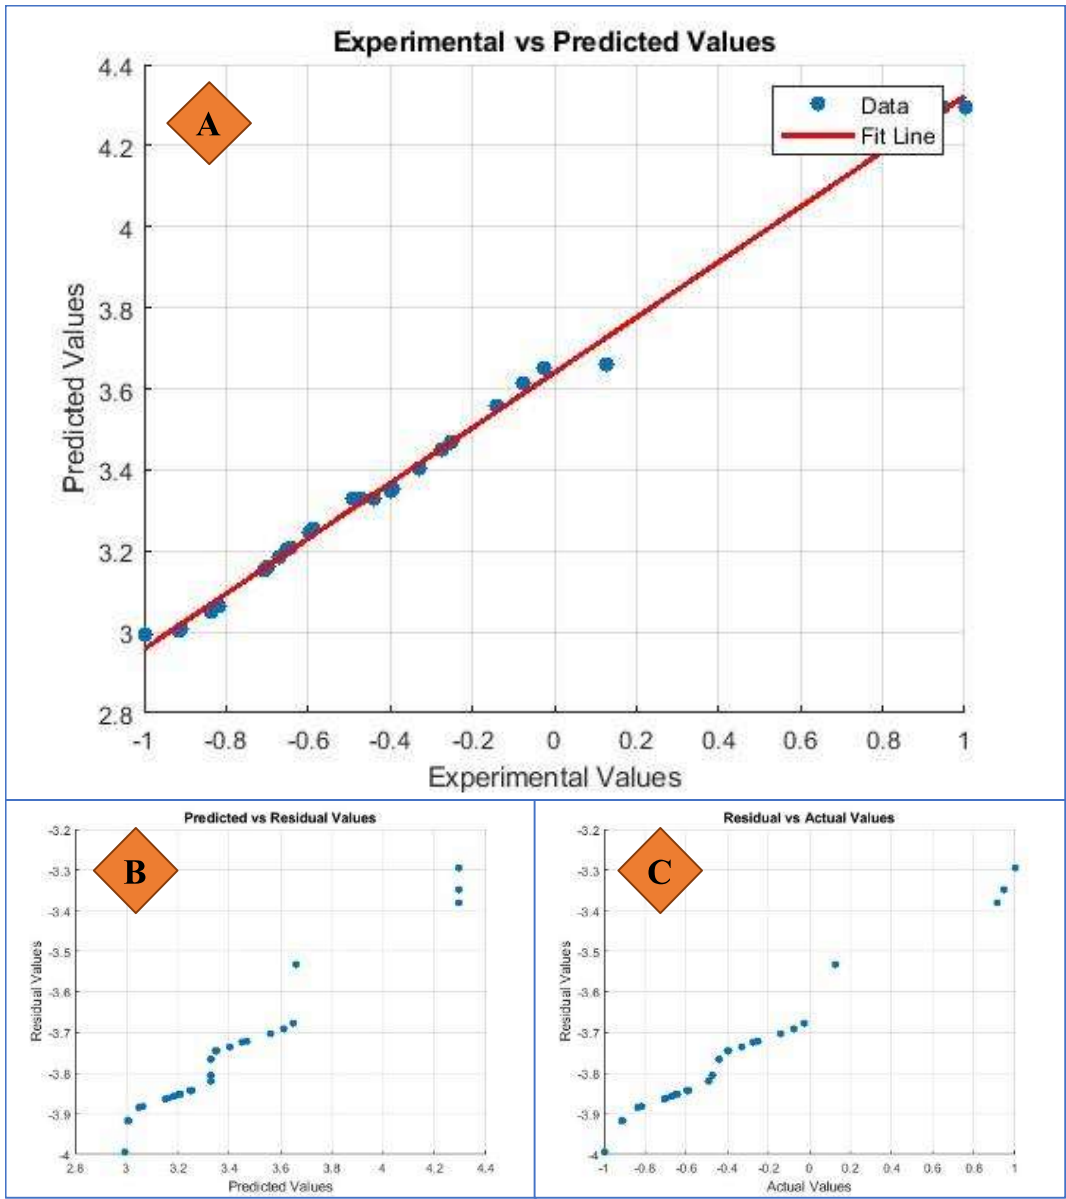 Experimental vs Predicted Values
A
Data
Fit Line
4.4
4.2
4
3.8
3.6
3.4
3.2
3
2.8
Predicted Values
-1 -0.8 -0.6 -0.4 -0.2 0 0.2 0.4 0.6 0.8 1
Experimental Values
Predicted vs Residual Values
B
-3.2
-3.3
-3.4
-3.5
-3.6
-3.7
-3.8
-3.9
-4
Residual Values
2.8 3 3.2 3.4 3.6 3.8 4 4.2 4.4
Predicted Values
Residual vs Actual Values
C
-3.2
-3.3
-3.4
-3.5
-3.6
-3.7
-3.8
-3.9
-4
Residual Values
-1 -0.8 -0.6 -0.4 -0.2 0 0.2 0.4 0.6 0.8 1
Actual Values